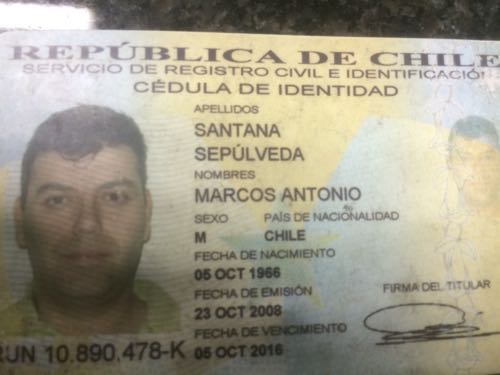 REPÚBLICA DE CHILE
SERVICIO DE REGISTRO CIVIL E IDENTIFICACIÓN
CÉDULA DE IDENTIDAD
APELLIDOS
SANTANA
SEPÚLVEDA
NOMBRES
MARCOS ANTONIO
SEXO PAÍS DE NACIONALIDAD
M CHILE
FECHA DE NACIMIENTO
05 OCT 1966
FECHA DE EMISIÓN
23 OCT 2008
FIRMA DEL TITULAR
FECHA DE VENCIMIENTO
05 OCT 2016
RUN 10.890.478-K